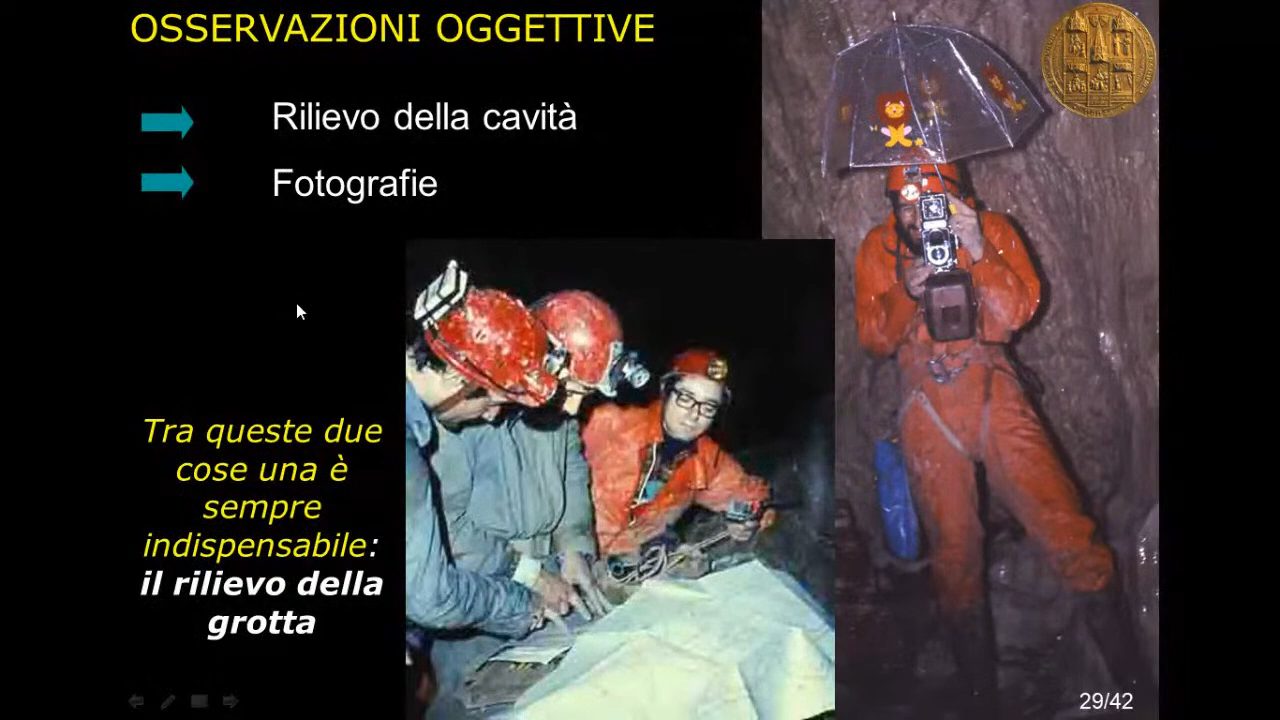 OSSERVAZIONI OGGETTIVE
Rilievo della cavità
Fotografie
Tra queste due
cose una è
sempre
indispensabile:
il rilievo della
grotta
29/42